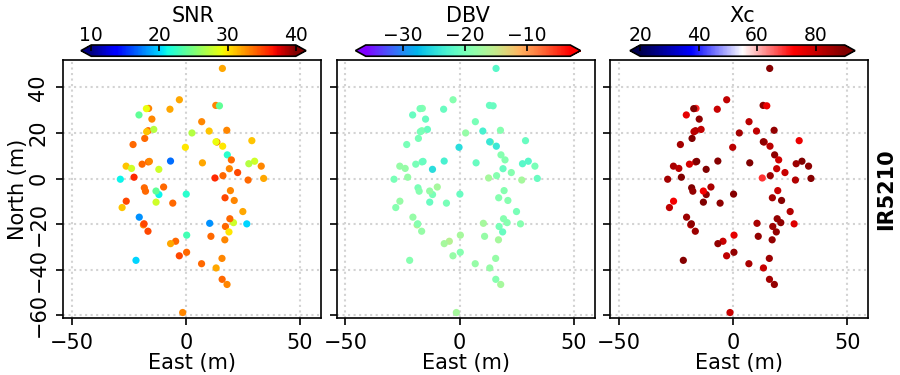 SNR DBV Xc
10 20 30 40 −30 −20 −10 20 40 60 80
40
20
0
−20
−40
−60
North (m)
IR5210
−50 0 50 −50 0 50 −50 0 50
East (m) East (m) East (m)